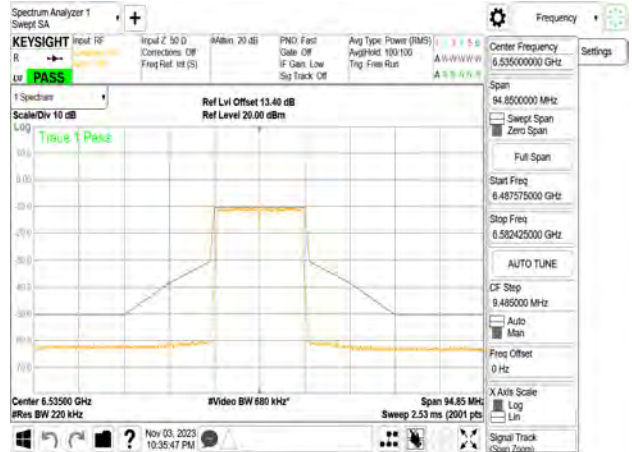 Spectrum Analyzer 1
Swept SA
Frequency
KEYSIGHT
Input: RF
Input Z: 50 Ω
Corrections: Off
Freq Ref: Int (S)
#Atten: 20 dB
PNO: Fast
Gate: Off
IF Gain: Low
Sig Track: Off
Avg Type: Power (RMS)
Avg|Hold: 100/100
Trig: Free Run
PASS
1 Spectrum
Scale/Div 10 dB
Ref Lvl Offset 13.40 dB
Ref Level 20.00 dBm
Log
Trace 1 Pass
Center 6.53500 GHz
#Res BW 220 kHz
#Video BW 680 kHz*
Span 94.85 MHz
Sweep 2.53 ms (2001 pts
Nov 03, 2023
10:35:47 PM
Center Frequency
6.535000000 GHz
Settings
Span
94.8500000 MHz
Swept Span
Zero Span
Full Span
Start Freq
6.487575000 GHz
Stop Freq
6.582425000 GHz
AUTO TUNE
CF Step
9.485000 MHz
Auto
Man
Freq Offset
0 Hz
X Axis Scale
Log
Lin
Signal Track
(Span Zoom)